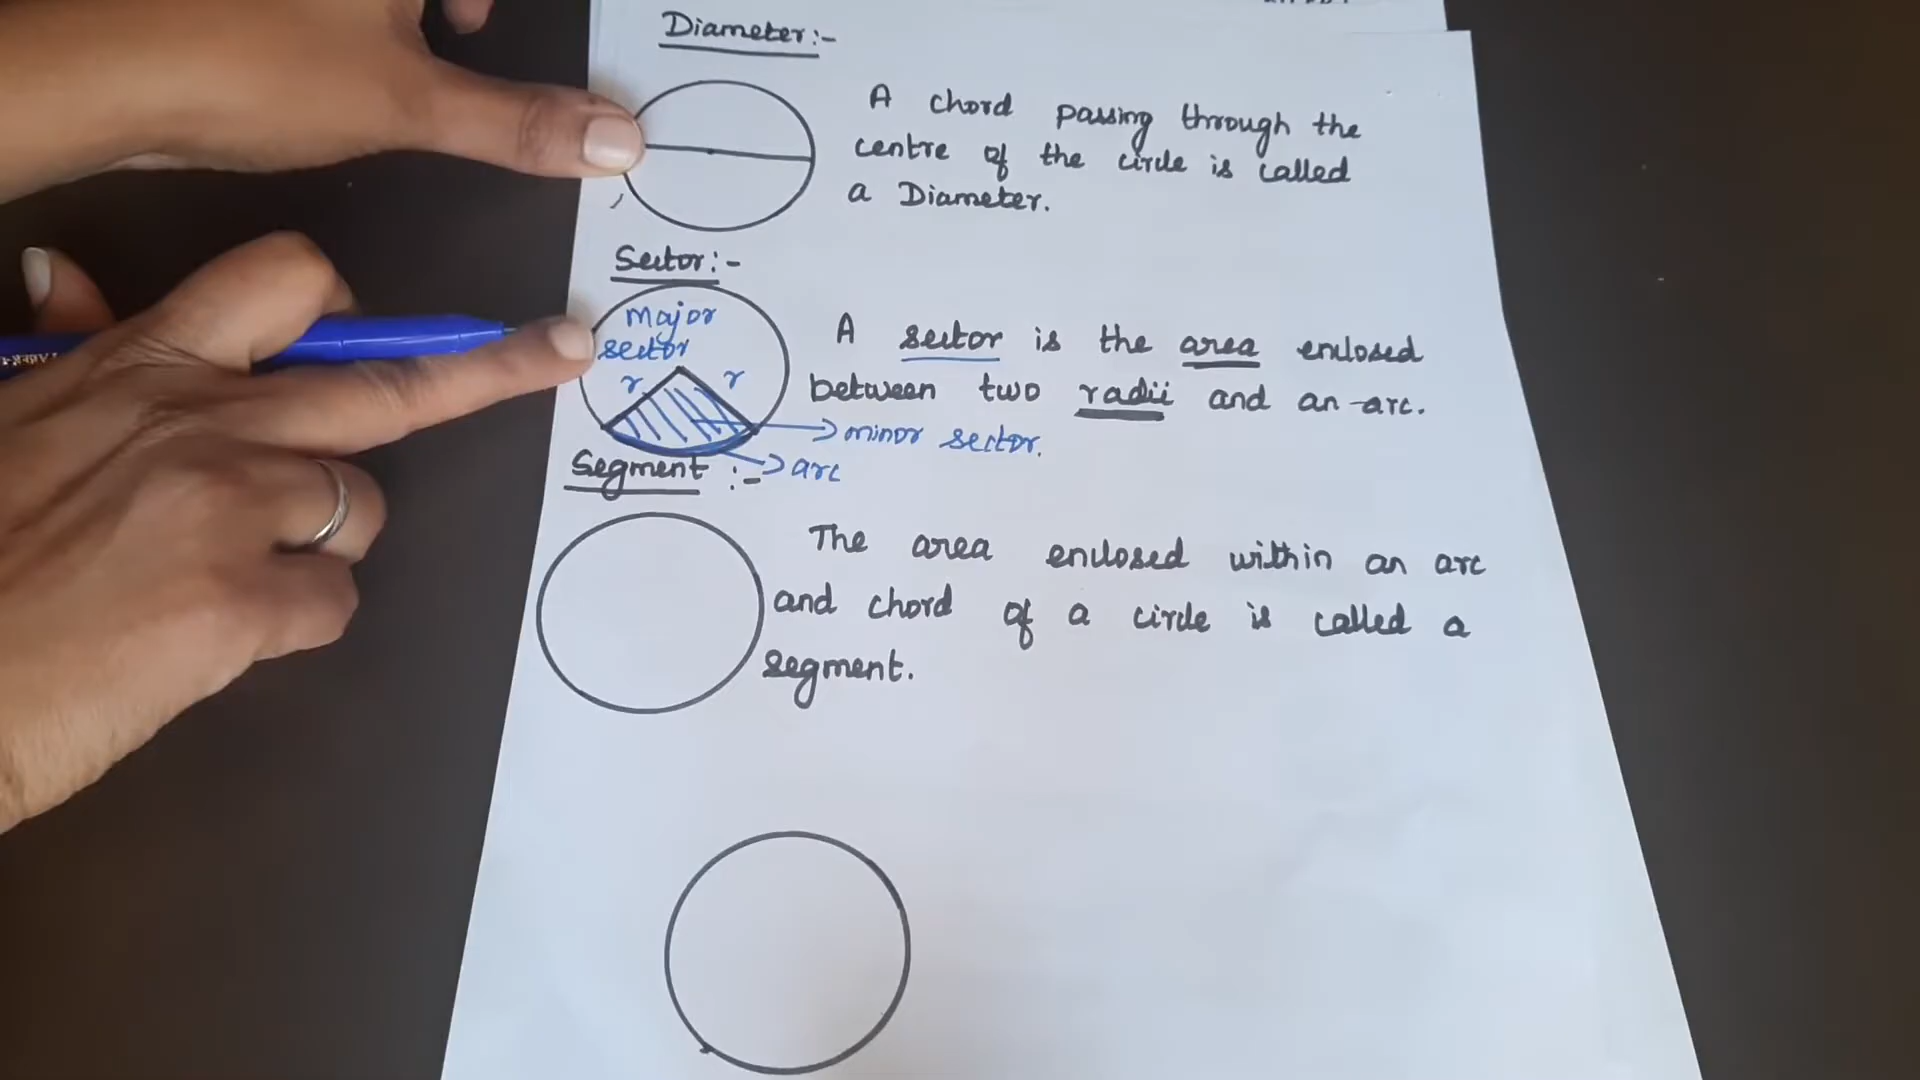 Diameter:-
A chord passing through the
centre of the circle is called
a Diameter.
Sector:-
Major
sector
r r
A sector is the area enclosed
between two radii and an arc.
minor sector.
arc
Segment :-
The area enclosed within an arc
and chord of a circle is called a
segment.